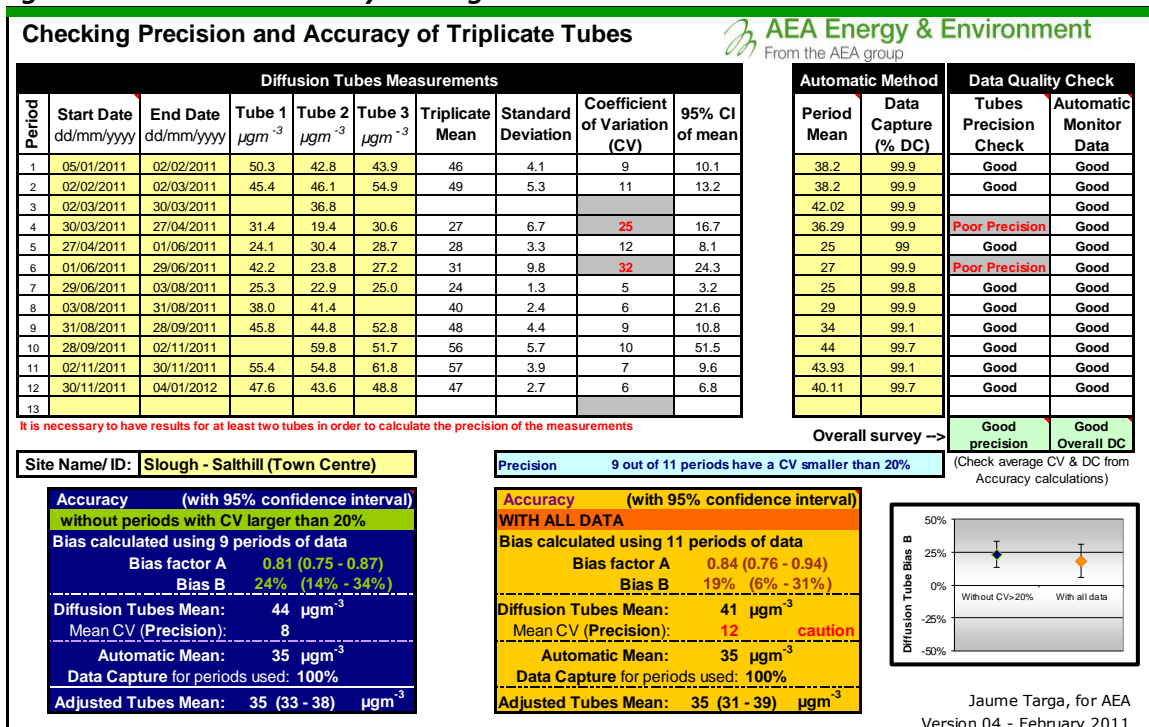 Checking Precision and Accuracy of Triplicate Tubes
AEA Energy & Environment
From the AEA group
Diffusion Tubes Measurements
Automatic Method
Data Quality Check
Period
Start Date dd/mm/yyyy
End Date dd/mm/yyyy
Tube 1 µgm -3
Tube 2 µgm -3
Tube 3 µgm -3
Triplicate Mean
Standard Deviation
Coefficient of Variation (CV)
95% CI of mean
Period Mean
Data Capture (% DC)
Tubes Precision Check
Automatic Monitor Data
1 05/01/2011 02/02/2011 50.3 42.8 43.9 46 4.1 9 10.1 38.2 99.9 Good Good
2 02/02/2011 02/03/2011 45.4 46.1 54.9 49 5.3 11 13.2 38.2 99.9 Good Good
3 02/03/2011 30/03/2011 36.8 42.02 99.9 Good
4 30/03/2011 27/04/2011 31.4 19.4 30.6 27 6.7 25 16.7 36.29 99.9 Poor Precision Good
5 27/04/2011 01/06/2011 24.1 30.4 28.7 28 3.3 12 8.1 25 99 Good Good
6 01/06/2011 29/06/2011 42.2 23.8 27.2 31 9.8 32 24.3 27 99.9 Poor Precision Good
7 29/06/2011 03/08/2011 25.3 22.9 25.0 24 1.3 5 3.2 25 99.8 Good Good
8 03/08/2011 31/08/2011 38.0 41.4 40 2.4 6 21.6 29 99.9 Good Good
9 31/08/2011 28/09/2011 45.8 44.8 52.8 48 4.4 9 10.8 34 99.1 Good Good
10 28/09/2011 02/11/2011 59.8 51.7 56 5.7 10 51.5 44 99.7 Good Good
11 02/11/2011 30/11/2011 55.4 54.8 61.8 57 3.9 7 9.6 43.93 99.1 Good Good
12 30/11/2011 04/01/2012 47.6 43.6 48.8 47 2.7 6 6.8 40.11 99.7 Good Good
13
It is necessary to have results for at least two tubes in order to calculate the precision of the measurements
Overall survey --> Good precision Good Overall DC
Site Name/ ID: Slough - Salthill (Town Centre)
Precision 9 out of 11 periods have a CV smaller than 20%
(Check average CV & DC from Accuracy calculations)
Accuracy (with 95% confidence interval)
without periods with CV larger than 20%
Bias calculated using 9 periods of data
Bias factor A 0.81 (0.75 - 0.87)
Bias B 24% (14% - 34%)
Diffusion Tubes Mean: 44 µgm-3
Mean CV (Precision): 8
Automatic Mean: 35 µgm-3
Data Capture for periods used: 100%
Adjusted Tubes Mean: 35 (33 - 38) µgm-3
Accuracy (with 95% confidence interval)
WITH ALL DATA
Bias calculated using 11 periods of data
Bias factor A 0.84 (0.76 - 0.94)
Bias B 19% (6% - 31%)
Diffusion Tubes Mean: 41 µgm-3
Mean CV (Precision): 12 caution
Automatic Mean: 35 µgm-3
Data Capture for periods used: 100%
Adjusted Tubes Mean: 35 (31 - 39) µgm-3
Diffusion Tube Bias B
50%
25%
0%
-25%
-50%
Without CV>20%
With all data
Jaume Targa, for AEA
Version 04 - February 2011